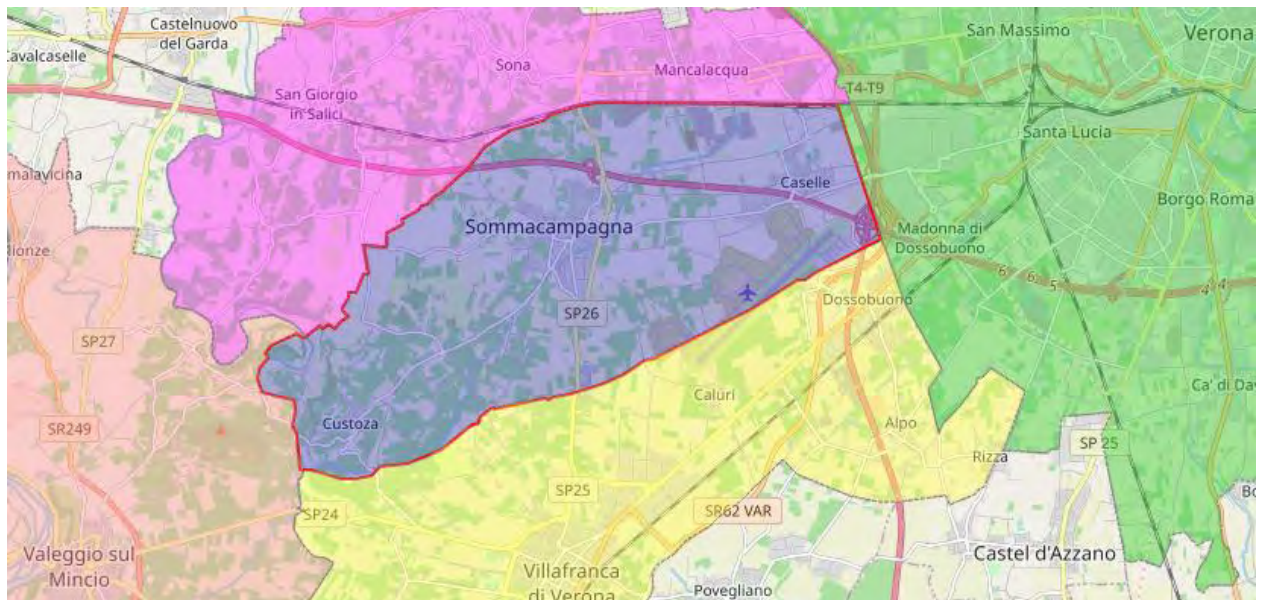 Castelnuovo
del Garda
Cavalcaselle
San Massimo
Verona
Sona
Mancalacqua
San Giorgio
in Salici
T4-T9
Santa Lucia
malavicina
Caselle
Borgo Roma
Sommacampagna
Madonna di
Dossobuono
lionze
6 6 5 4 4
Dossobuono
SP26
SP27
Caluri
Ca' di Dav
SR249
Custoza
Alpo
SP 25
Rizza
SP25
SP24
SR62 VAR
Valeggio sul
Mincio
Castel d'Azzano
Villafranca
di Verona
Povegliano